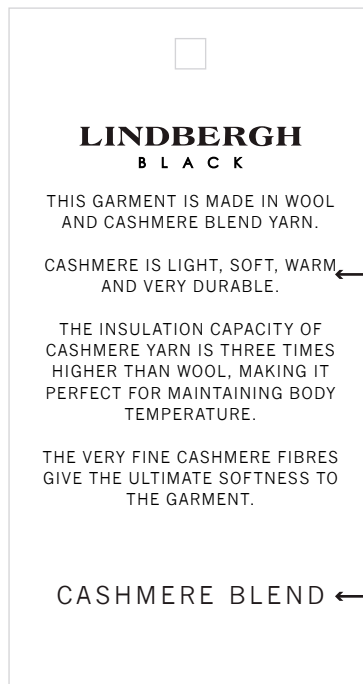 LINDBERGH
BLACK
THIS GARMENT IS MADE IN WOOL
AND CASHMERE BLEND YARN.
CASHMERE IS LIGHT, SOFT, WARM
AND VERY DURABLE.
THE INSULATION CAPACITY OF
CASHMERE YARN IS THREE TIMES
HIGHER THAN WOOL, MAKING IT
PERFECT FOR MAINTAINING BODY
TEMPERATURE.
THE VERY FINE CASHMERE FIBRES
GIVE THE ULTIMATE SOFTNESS TO
THE GARMENT.
CASHMERE BLEND